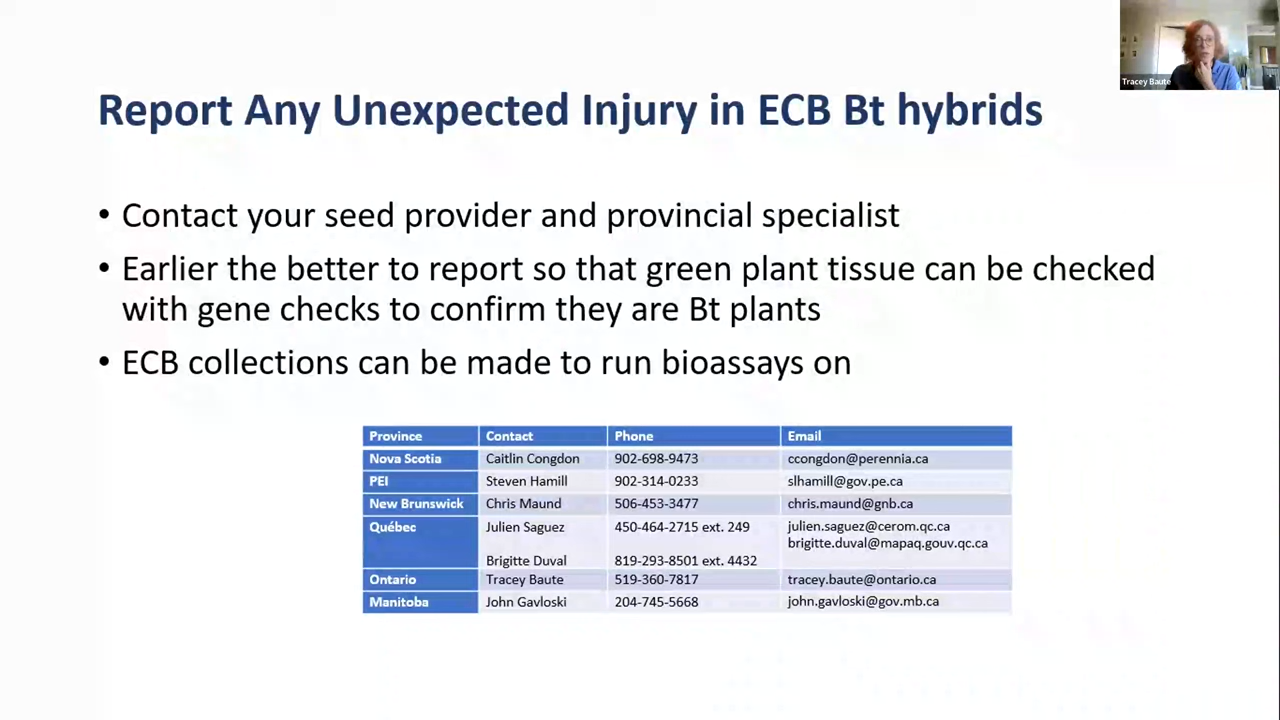 Tracey Baute
Report Any Unexpected Injury in ECB Bt hybrids
• Contact your seed provider and provincial specialist
• Earlier the better to report so that green plant tissue can be checked
with gene checks to confirm they are Bt plants
• ECB collections can be made to run bioassays on
Province Contact Phone Email
Nova Scotia Caitlin Congdon 902-698-9473 ccongdon@perennia.ca
PEI Steven Hamill 902-314-0233 slhamill@gov.pe.ca
New Brunswick Chris Maund 506-453-3477 chris.maund@gnb.ca
Québec Julien Saguez 450-464-2715 ext. 249 julien.saguez@cerom.qc.ca
brigitte.duval@mapaq.gouv.qc.ca
Brigitte Duval 819-293-8501 ext. 4432
Ontario Tracey Baute 519-360-7817 tracey.baute@ontario.ca
Manitoba John Gavloski 204-745-5668 john.gavloski@gov.mb.ca